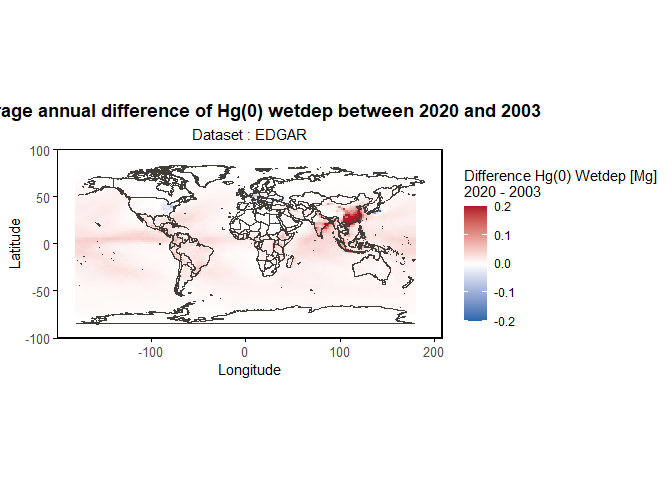 rage annual difference of Hg(0) wetdep between 2020 and 2003
Dataset : EDGAR
Difference Hg(0) Wetdep [Mg]
2020 - 2003
0.2
0.1
0.0
-0.1
-0.2
Latitude
100
50
0
-50
-100
-100
0
100
200
Longitude